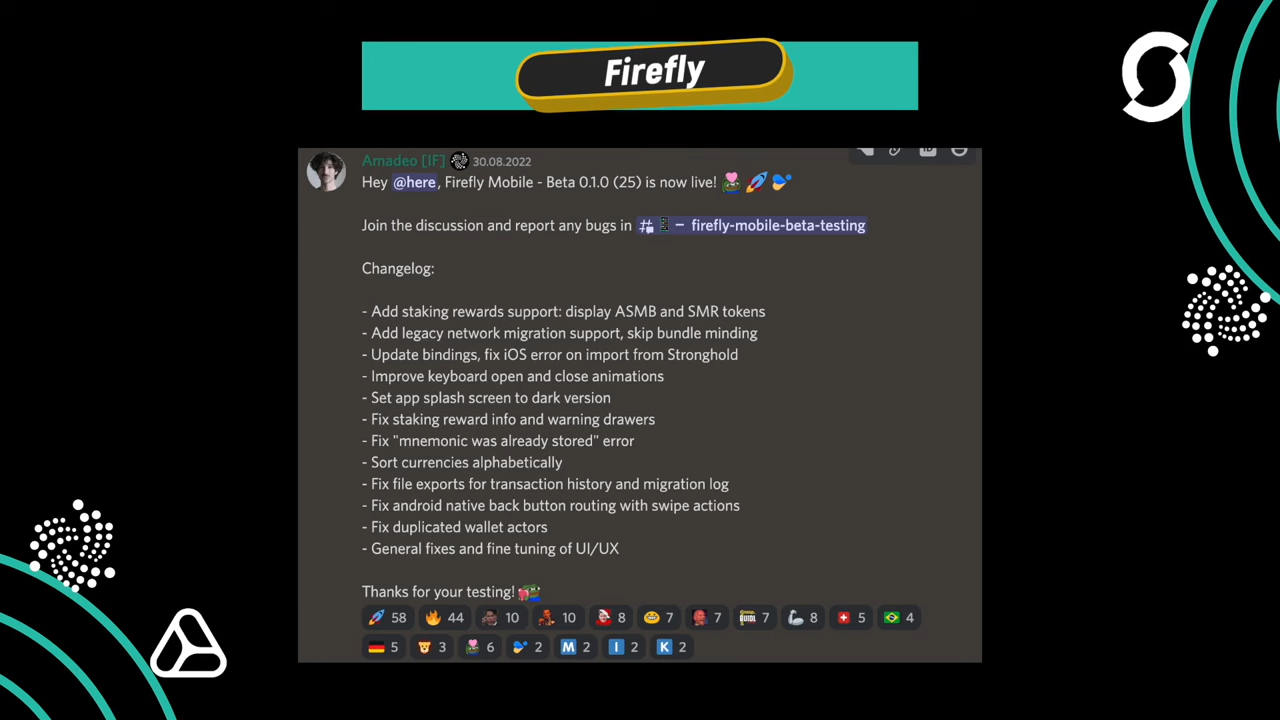 Firefly
Amadeo [IF] 30.08.2022
Hey @here, Firefly Mobile - Beta 0.1.0 (25) is now live!
Join the discussion and report any bugs in # – firefly-mobile-beta-testing
Changelog:
- Add staking rewards support: display ASMB and SMR tokens
- Add legacy network migration support, skip bundle minding
- Update bindings, fix iOS error on import from Stronghold
- Improve keyboard open and close animations
- Set app splash screen to dark version
- Fix staking reward info and warning drawers
- Fix "mnemonic was already stored" error
- Sort currencies alphabetically
- Fix file exports for transaction history and migration log
- Fix android native back button routing with swipe actions
- Fix duplicated wallet actors
- General fixes and fine tuning of UI/UX
Thanks for your testing!
58 44 10 10 8 7 7 7 8 5 4
5 3 6 2 M 2 I 2 K 2